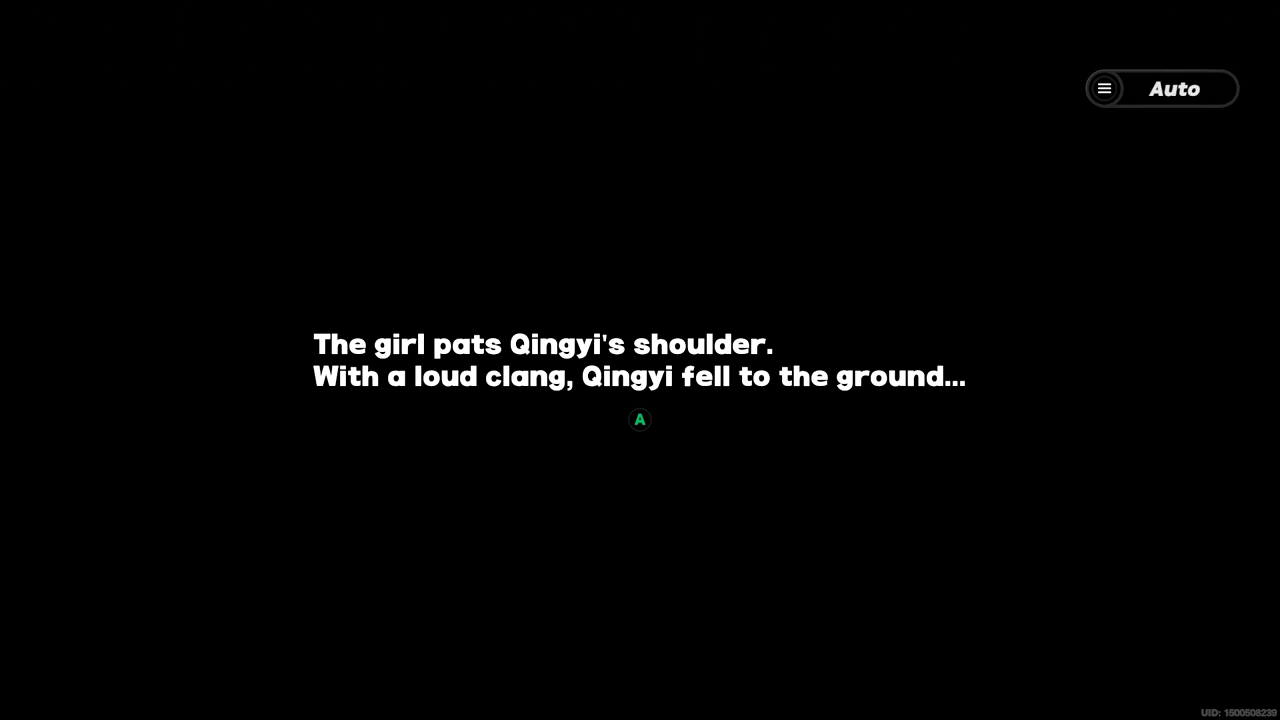 Auto
The girl pats Qingyi's shoulder.
With a loud clang, Qingyi fell to the ground...
A
UID: 1500508239